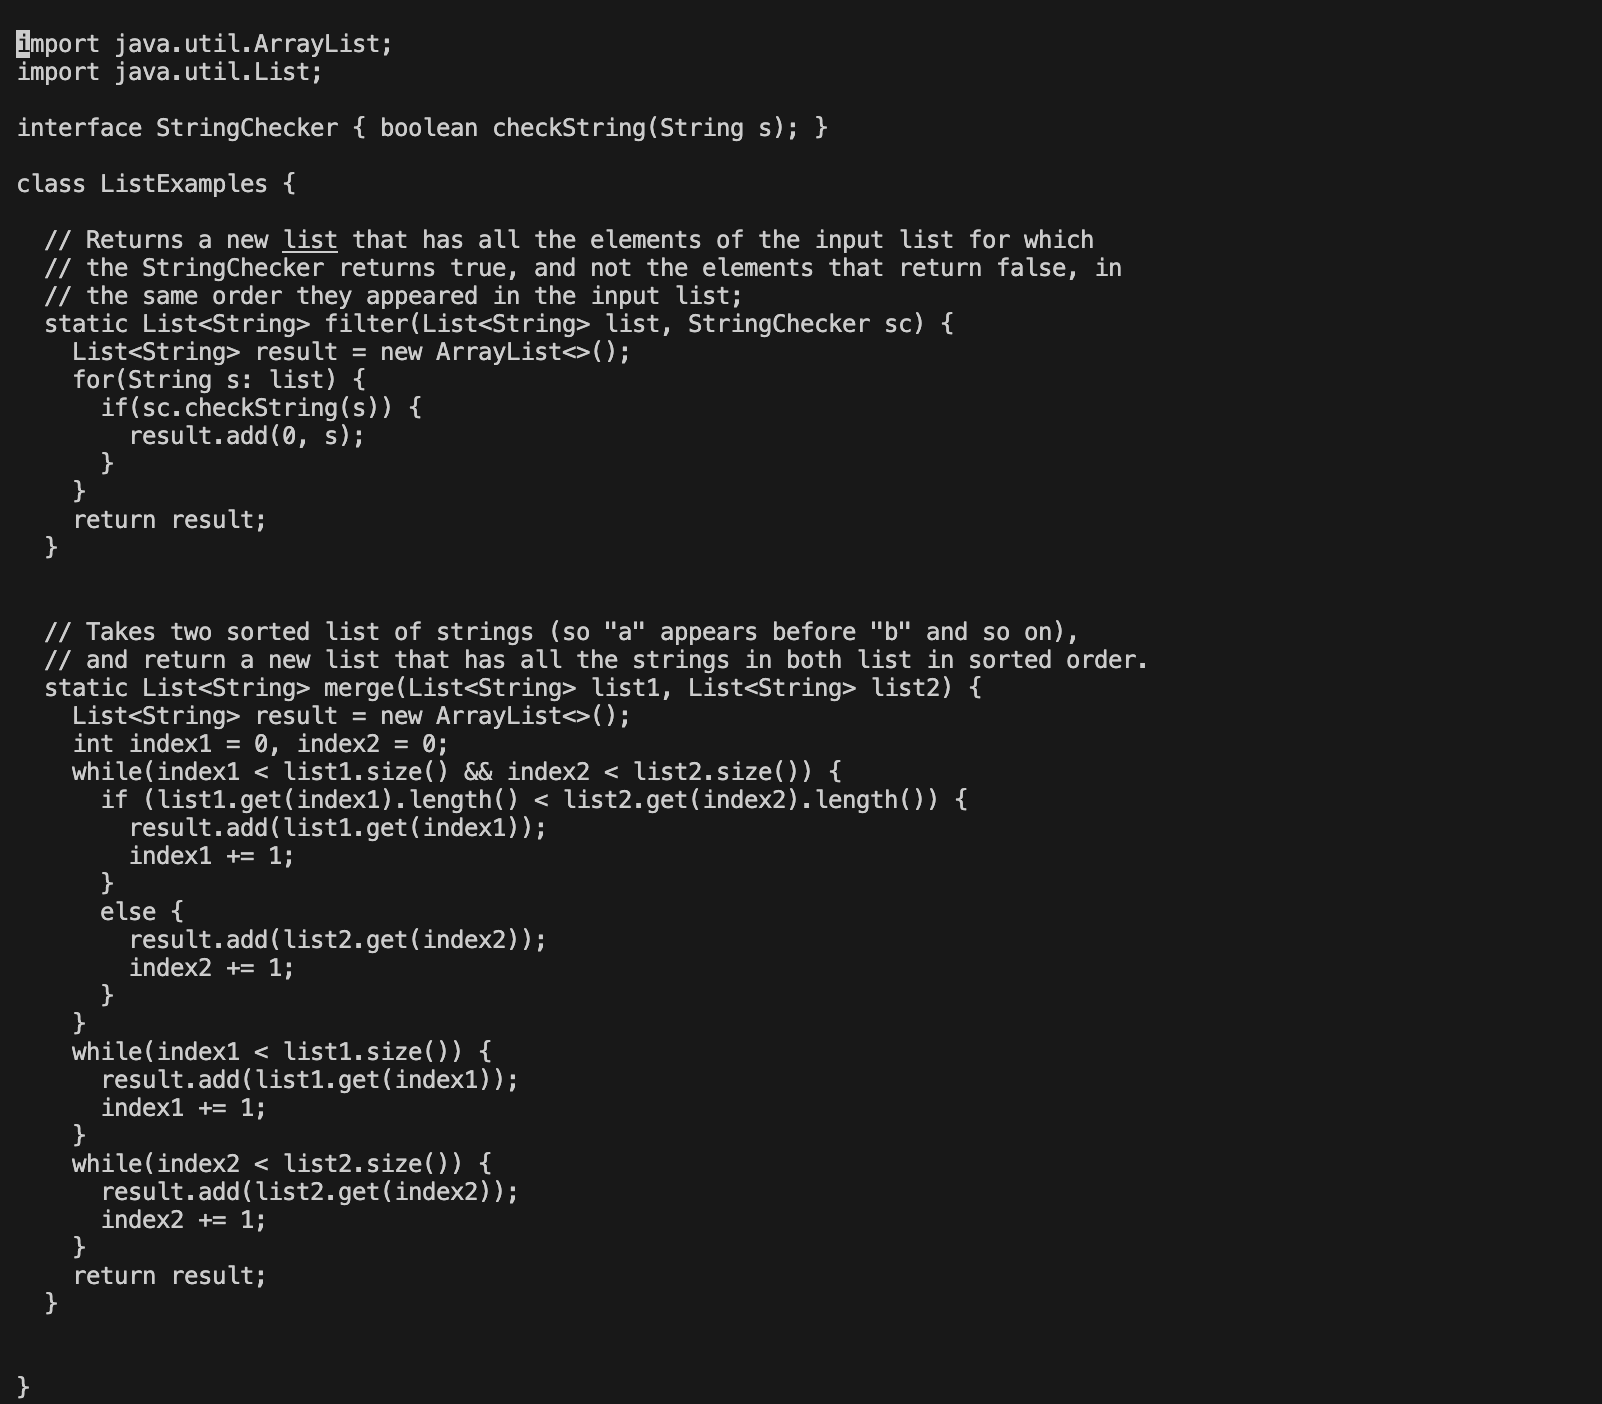 import java.util.ArrayList;
import java.util.List;

interface StringChecker { boolean checkString(String s); }

class ListExamples {

  // Returns a new list that has all the elements of the input list for which
  // the StringChecker returns true, and not the elements that return false, in
  // the same order they appeared in the input list;
  static List<String> filter(List<String> list, StringChecker sc) {
    List<String> result = new ArrayList<>();
    for(String s: list) {
      if(sc.checkString(s)) {
        result.add(0, s);
      }
    }
    return result;
  }


  // Takes two sorted list of strings (so "a" appears before "b" and so on),
  // and return a new list that has all the strings in both list in sorted order.
  static List<String> merge(List<String> list1, List<String> list2) {
    List<String> result = new ArrayList<>();
    int index1 = 0, index2 = 0;
    while(index1 < list1.size() && index2 < list2.size()) {
      if (list1.get(index1).length() < list2.get(index2).length()) {
        result.add(list1.get(index1));
        index1 += 1;
      }
      else {
        result.add(list2.get(index2));
        index2 += 1;
      }
    }
    while(index1 < list1.size()) {
      result.add(list1.get(index1));
      index1 += 1;
    }
    while(index2 < list2.size()) {
      result.add(list2.get(index2));
      index2 += 1;
    }
    return result;
  }


}